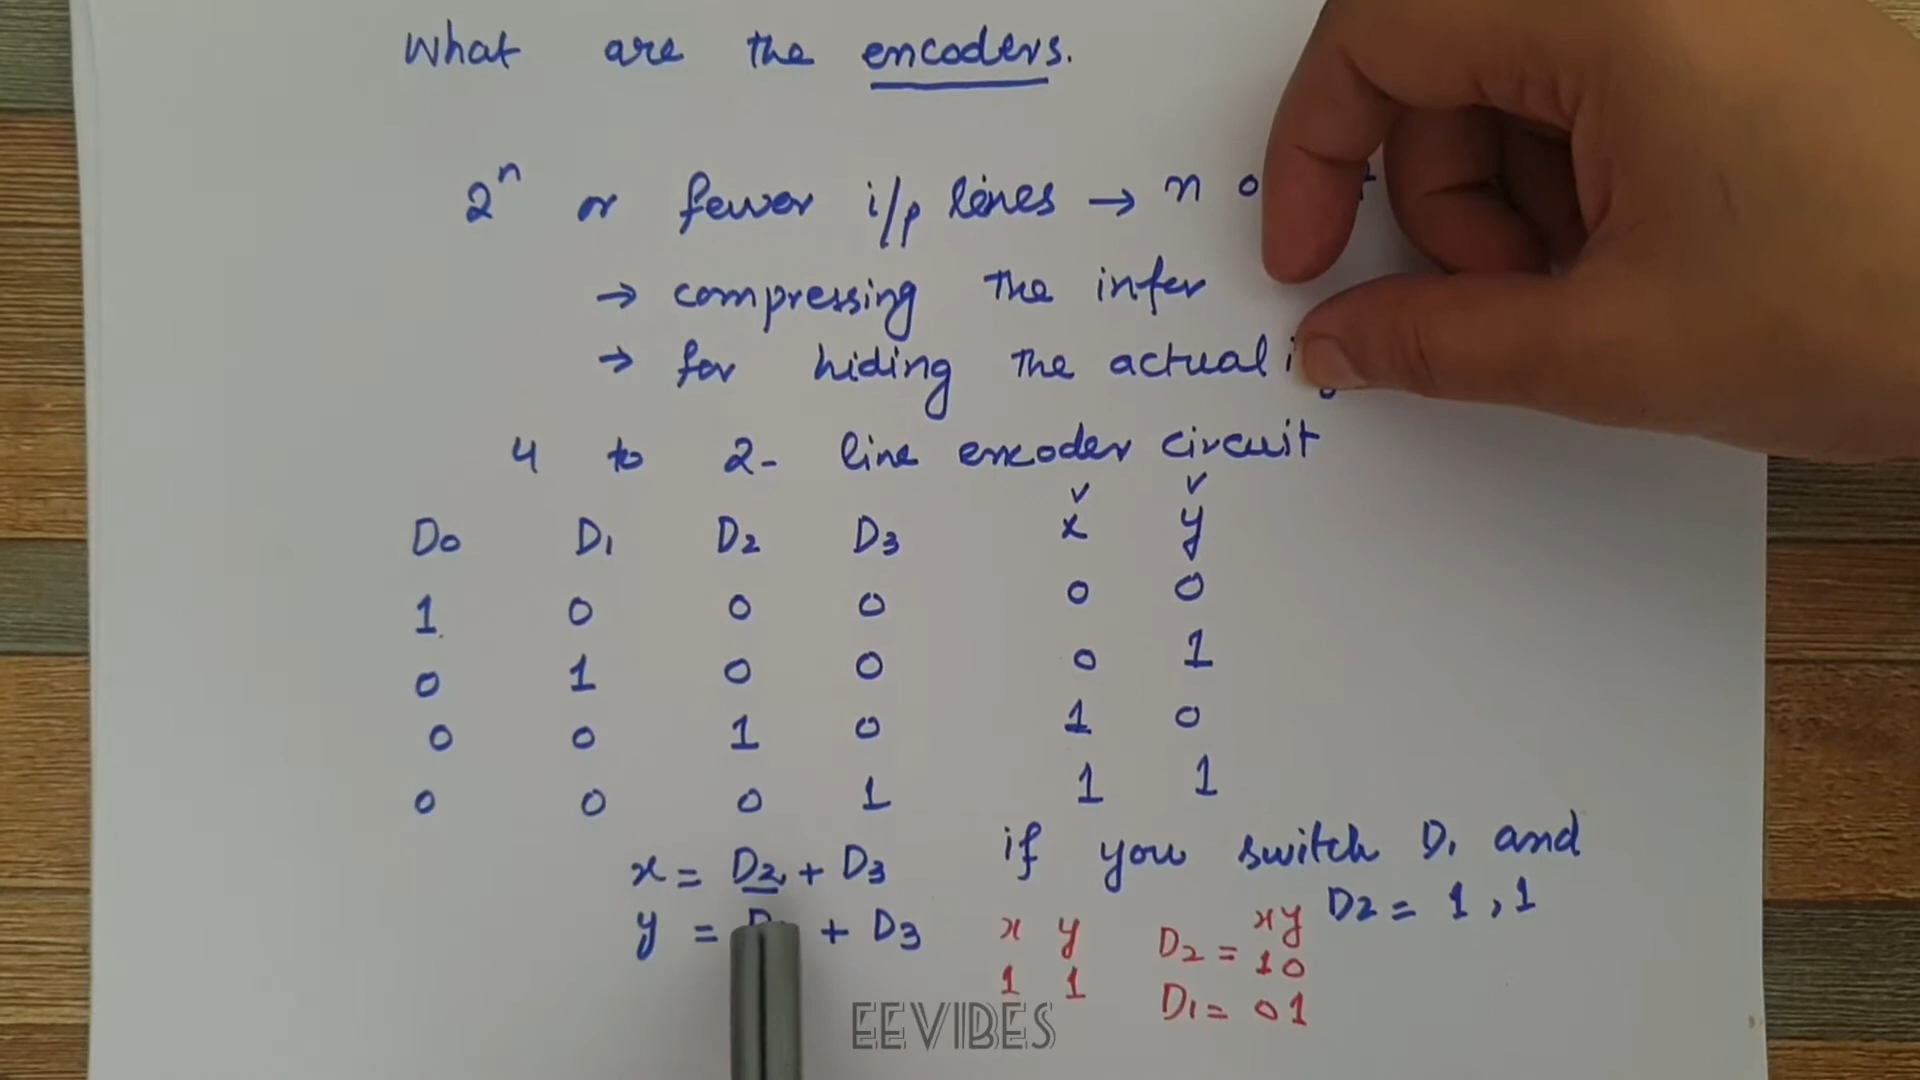 What are the encoders.
2^n or fewer i/p lines → n
→ compressing the infer
→ for hiding the actual
4 to 2- line encoder circuit
D0 D1 D2 D3 x y
1 0 0 0 0 0
0 1 0 0 0 1
0 0 1 0 1 0
0 0 0 1 1 1
x = D2 + D3
y = + D3
if you switch D1 and
D2 = 1,1
x y
1 1
xy
D2 = 10
D1 = 01
EEVIBES